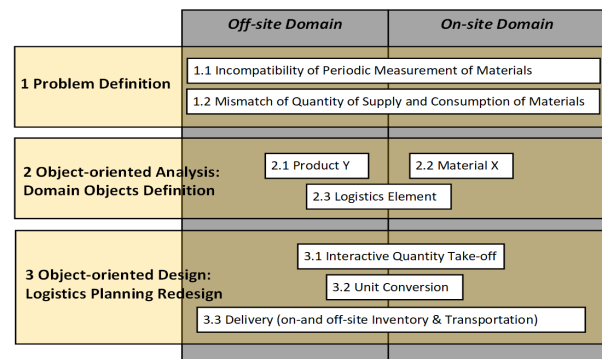 Off-site Domain On-site Domain
1 Problem Definition
1.1 Incompatibility of Periodic Measurement of Materials
1.2 Mismatch of Quantity of Supply and Consumption of Materials
2 Object-oriented Analysis:
Domain Objects Definition
2.1 Product Y
2.2 Material X
2.3 Logistics Element
3 Object-oriented Design:
Logistics Planning Redesign
3.1 Interactive Quantity Take-off
3.2 Unit Conversion
3.3 Delivery (on-and off-site Inventory & Transportation)